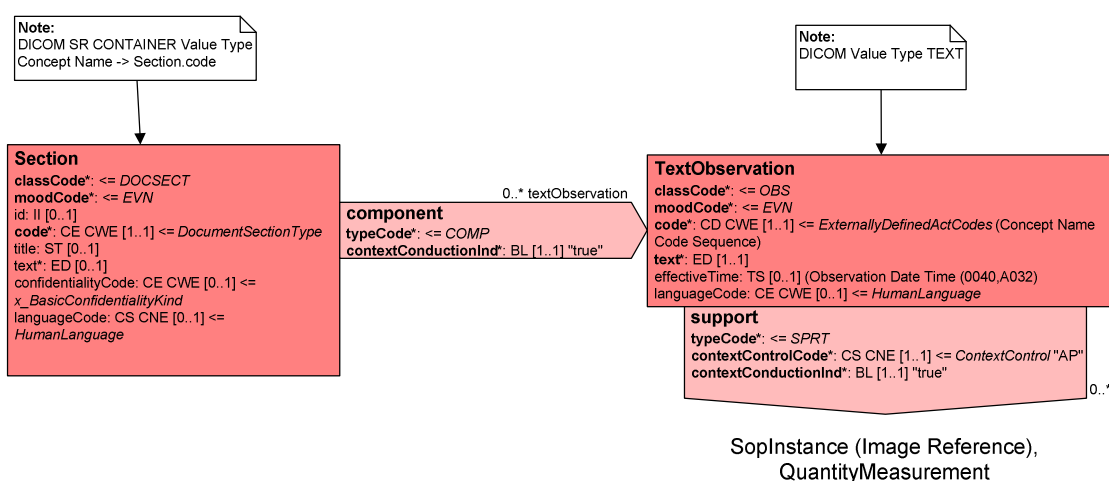 Note:
DICOM SR CONTAINER Value Type
Concept Name -> Section.code
Note:
DICOM Value Type TEXT
Section
classCode*: <= DOCSECT
moodCode*: <= EVN
id: II [0..1]
code*: CE CWE [1..1] <= DocumentSectionType
title: ST [0..1]
text*: ED [0..1]
confidentialityCode: CE CWE [0..1] <=
x_BasicConfidentialityKind
languageCode: CS CNE [0..1] <=
HumanLanguage
0..* textObservation
component
typeCode*: <= COMP
contextConductionInd*: BL [1..1] "true"
TextObservation
classCode*: <= OBS
moodCode*: <= EVN
code*: CD CWE [1..1] <= ExternallyDefinedActCodes (Concept Name
Code Sequence)
text*: ED [1..1]
effectiveTime: TS [0..1] (Observation Date Time (0040,A032)
languageCode: CE CWE [0..1] <= HumanLanguage
support
typeCode*: <= SPRT
contextControlCode*: CS CNE [1..1] <= ContextControl "AP"
contextConductionInd*: BL [1..1] "true"
0..*
SopInstance (Image Reference),
QuantityMeasurement